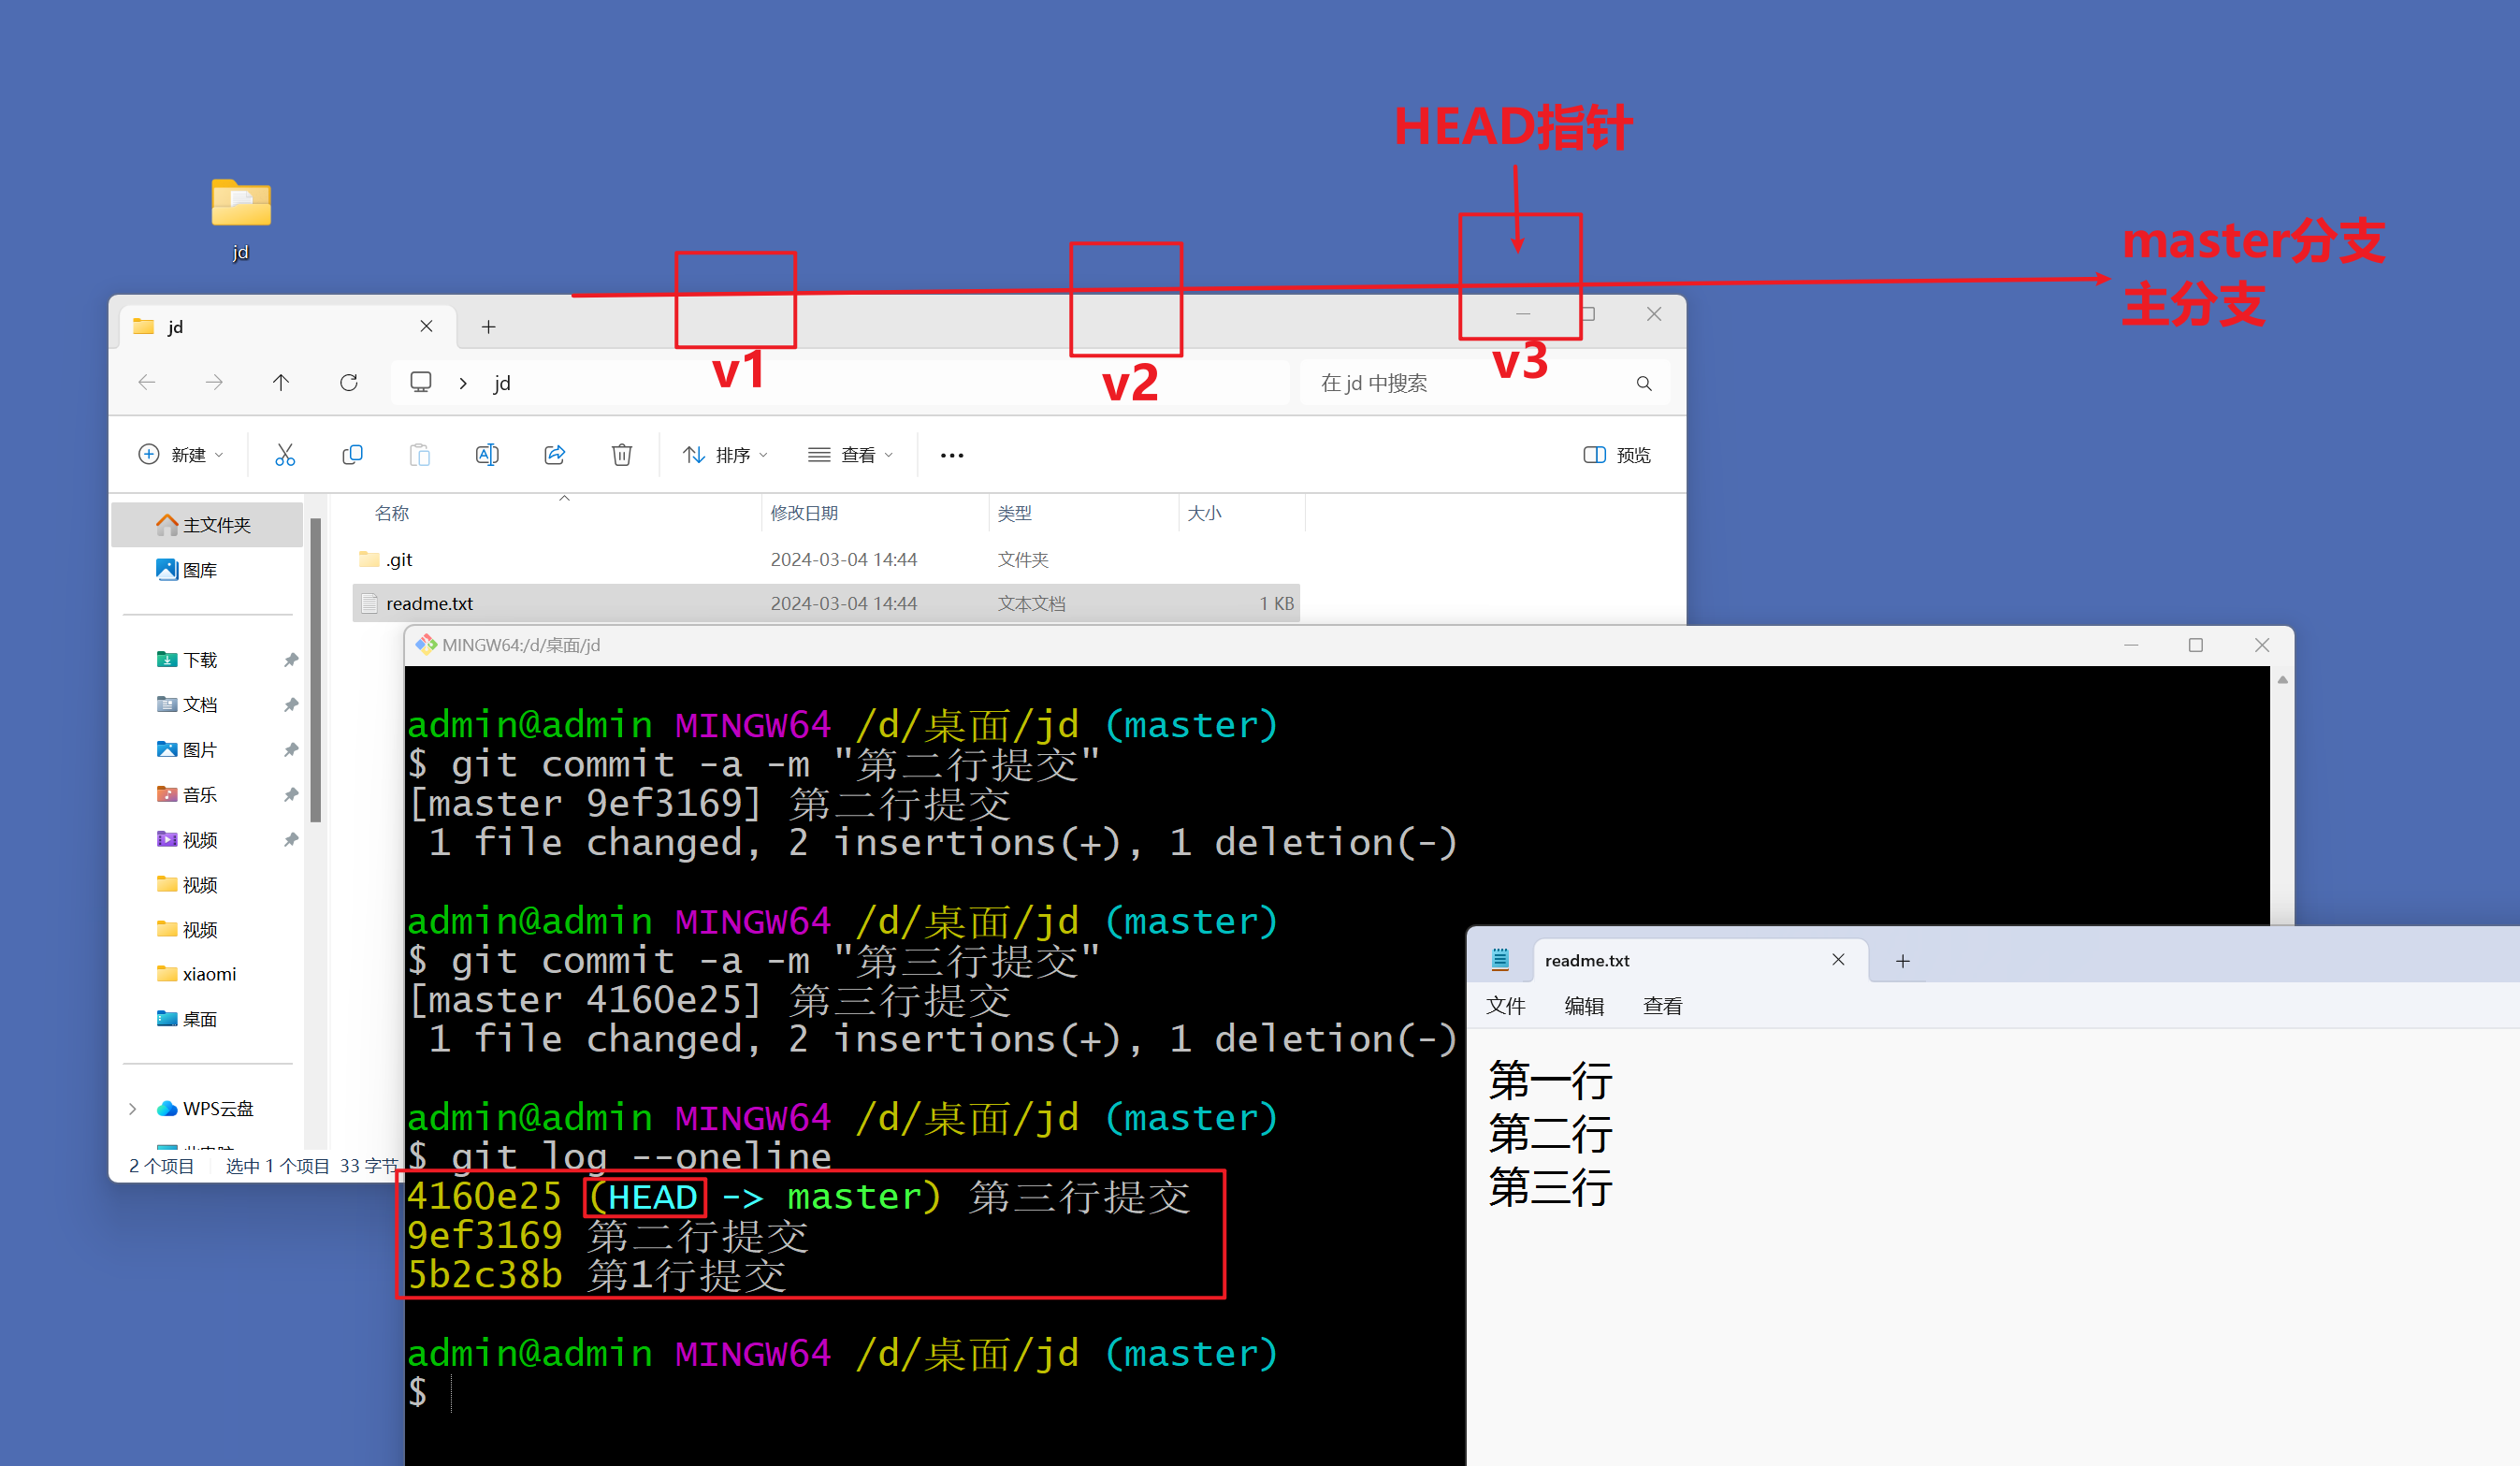 HEAD指针
master分支
主分支
jd
jd
v1
v2
v3
jd
在 jd 中搜索
新建
排序
查看
预览
名称
修改日期
类型
大小
主文件夹
图库
.git
2024-03-04 14:44
文件夹
readme.txt
2024-03-04 14:44
文本文档
1 KB
下载
文档
图片
音乐
视频
视频
视频
xiaomi
桌面
WPS云盘
2 个项目
选中 1 个项目 33 字节
MINGW64:/d/桌面/jd
admin@admin MINGW64 /d/桌面/jd (master)
$ git commit -a -m "第二行提交"
[master 9ef3169] 第二行提交
1 file changed, 2 insertions(+), 1 deletion(-)
admin@admin MINGW64 /d/桌面/jd (master)
$ git commit -a -m "第三行提交"
[master 4160e25] 第三行提交
1 file changed, 2 insertions(+), 1 deletion(-)
admin@admin MINGW64 /d/桌面/jd (master)
$ git log --oneline
4160e25 (HEAD -> master) 第三行提交
9ef3169 第二行提交
5b2c38b 第1行提交
admin@admin MINGW64 /d/桌面/jd (master)
$
readme.txt
文件
编辑
查看
第一行
第二行
第三行